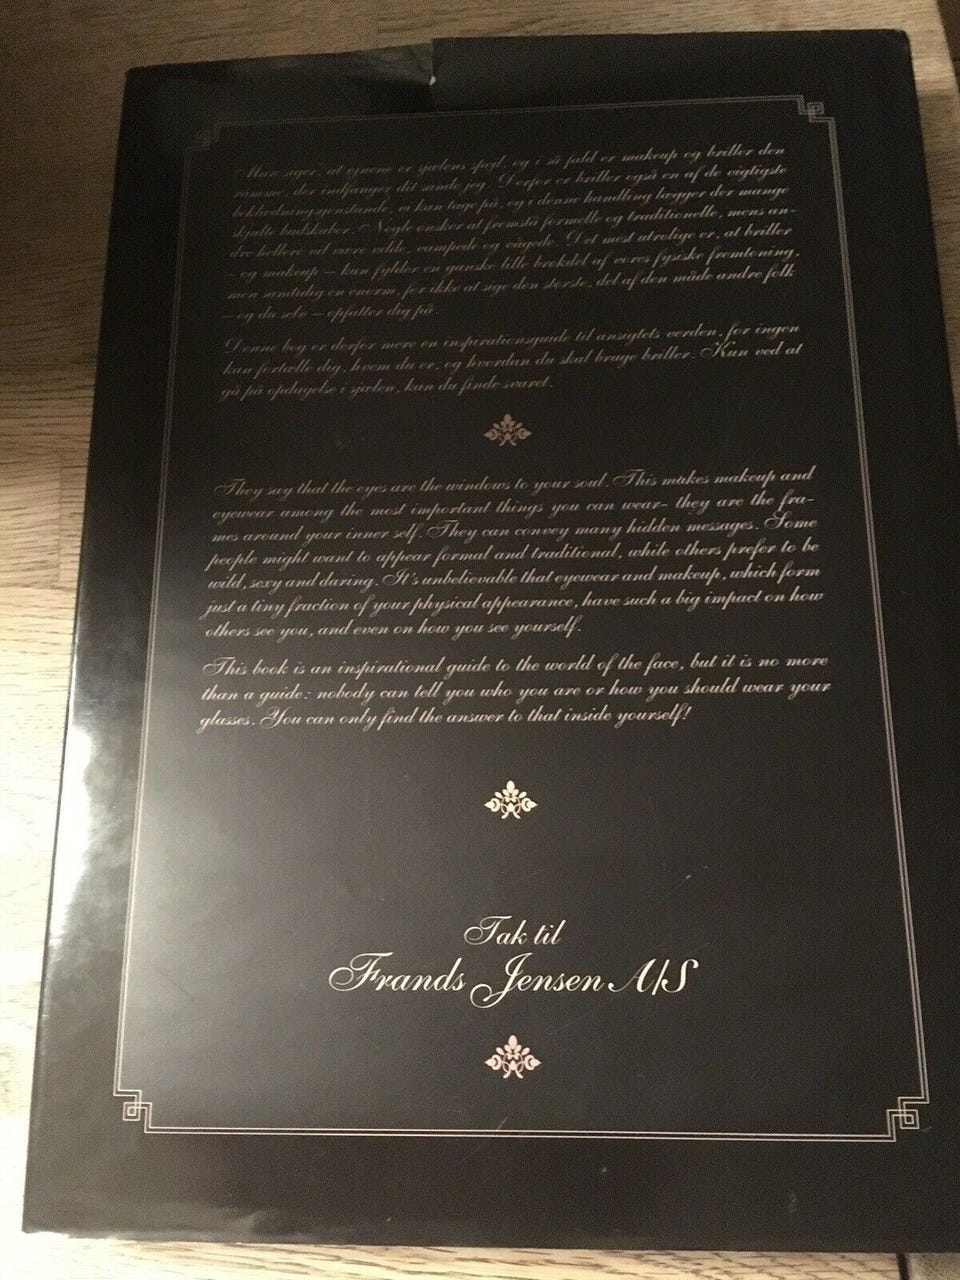 Man siger, at øjnene er sjælens spejl, og i så fald er makeup og briller den
ramme, der indfanger dit sande jeg. Derfor er briller også en af de vigtigste
beklædningsgenstande, vi kan tage på, og i denne handling lægger der mange
skjulte budskaber. Nogle ønsker at fremstå formelle og traditionelle, mens an-
dre hellere vil være vilde, vampede og vågede. Det mest utrolige er, at briller
– og makeup – kun fylder en ganske lille brøkdel af vores fysiske fremtoning,
men samtidig en enorm, for ikke at sige den største, del af den måde andre folk
– og du selv – opfatter dig på.
Denne bog er derfor mere en inspirationsguide til ansigtets verden, for ingen
kan fortælle dig, hvem du er, og hvordan du skal bruge briller. Kun ved at
gå på opdagelse i sjælen, kan du finde svaret.
They say that the eyes are the windows to your soul. This makes makeup and
eyewear among the most important things you can wear– they are the fra-
mes around your inner self. They can convey many hidden messages. Some
people might want to appear formal and traditional, while others prefer to be
wild, sexy and daring. It's unbelievable that eyewear and makeup, which form
just a tiny fraction of your physical appearance, have such a big impact on how
others see you, and even on how you see yourself.
This book is an inspirational guide to the world of the face, but it is no more
than a guide: nobody can tell you who you are or how you should wear your
glasses. You can only find the answer to that inside yourself!
Tak til
Frands Jensen A/S